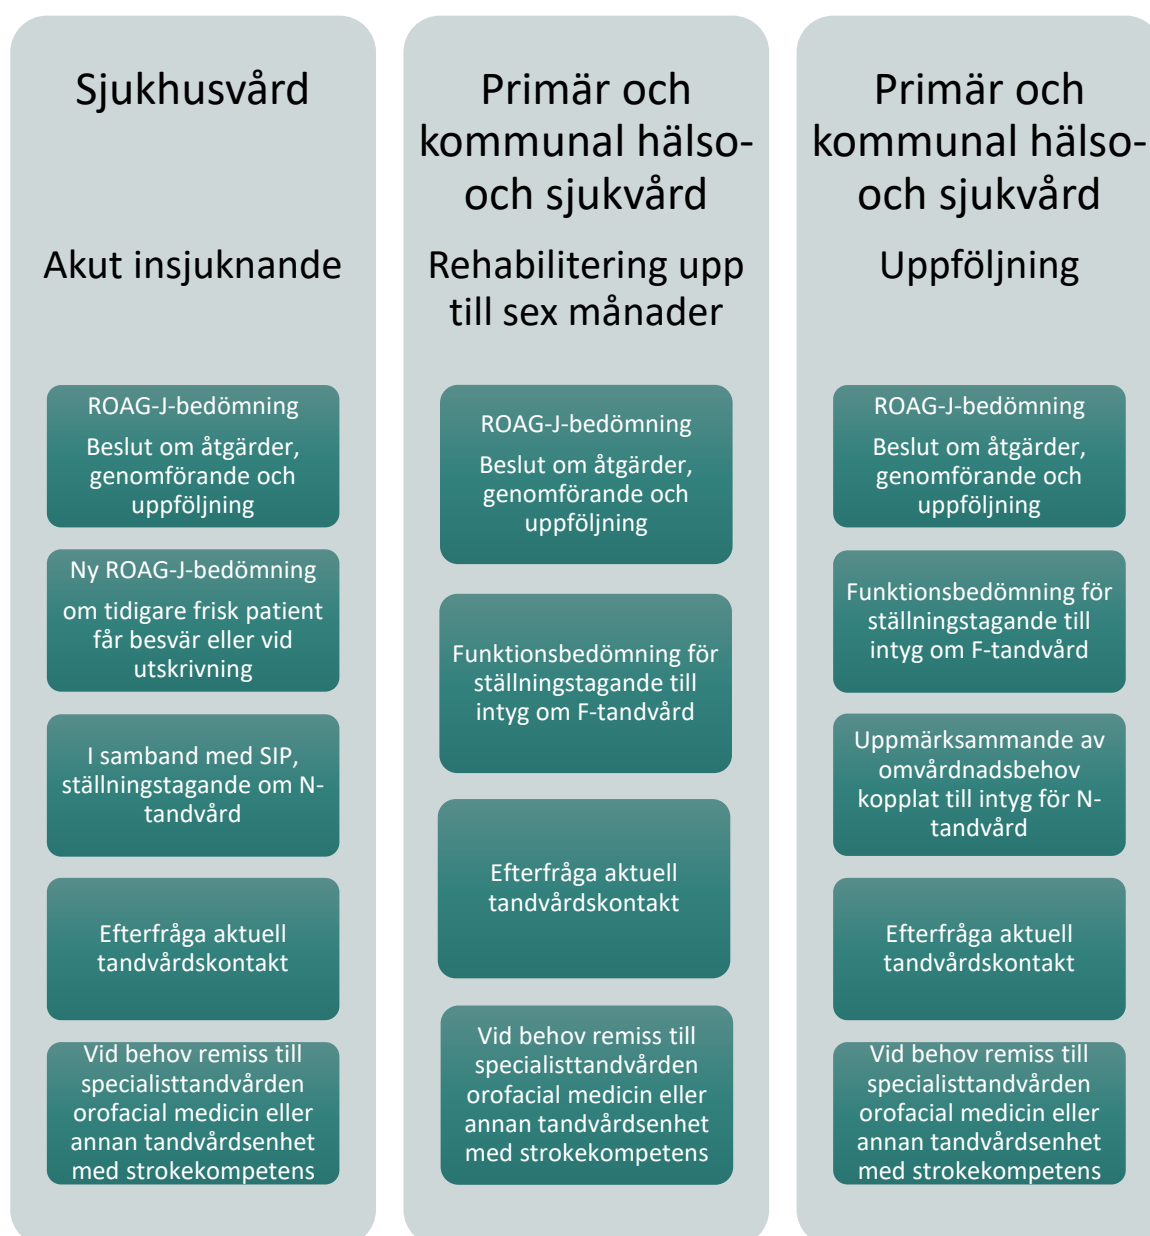 Sjukhusvård
Akut insjuknande
ROAG-J-bedömning
Beslut om åtgärder,
genomförande och
uppföljning
Ny ROAG-J-bedömning
om tidigare frisk patient
får besvär eller vid
utskrivning
I samband med SIP,
ställningstagande om N-
tandvård
Efterfråga aktuell
tandvårdskontakt
Vid behov remiss till
specialisttandvården
orofacial medicin eller
annan tandvårdsenhet
med strokekompetens
Primär och
kommunal hälso-
och sjukvård
Rehabilitering upp
till sex månader
ROAG-J-bedömning
Beslut om åtgärder,
genomförande och
uppföljning
Funktionsbedömning för
ställningstagande till
intyg om F-tandvård
Efterfråga aktuell
tandvårdskontakt
Vid behov remiss till
specialisttandvården
orofacial medicin eller
annan tandvårdsenhet
med strokekompetens
Primär och
kommunal hälso-
och sjukvård
Uppföljning
ROAG-J-bedömning
Beslut om åtgärder,
genomförande och
uppföljning
Funktionsbedömning för
ställningstagande till
intyg om F-tandvård
Uppmärksammande av
omvårdnadsbehov
kopplat till intyg för N-
tandvård
Efterfråga aktuell
tandvårdskontakt
Vid behov remiss till
specialisttandvården
orofacial medicin eller
annan tandvårdsenhet
med strokekompetens